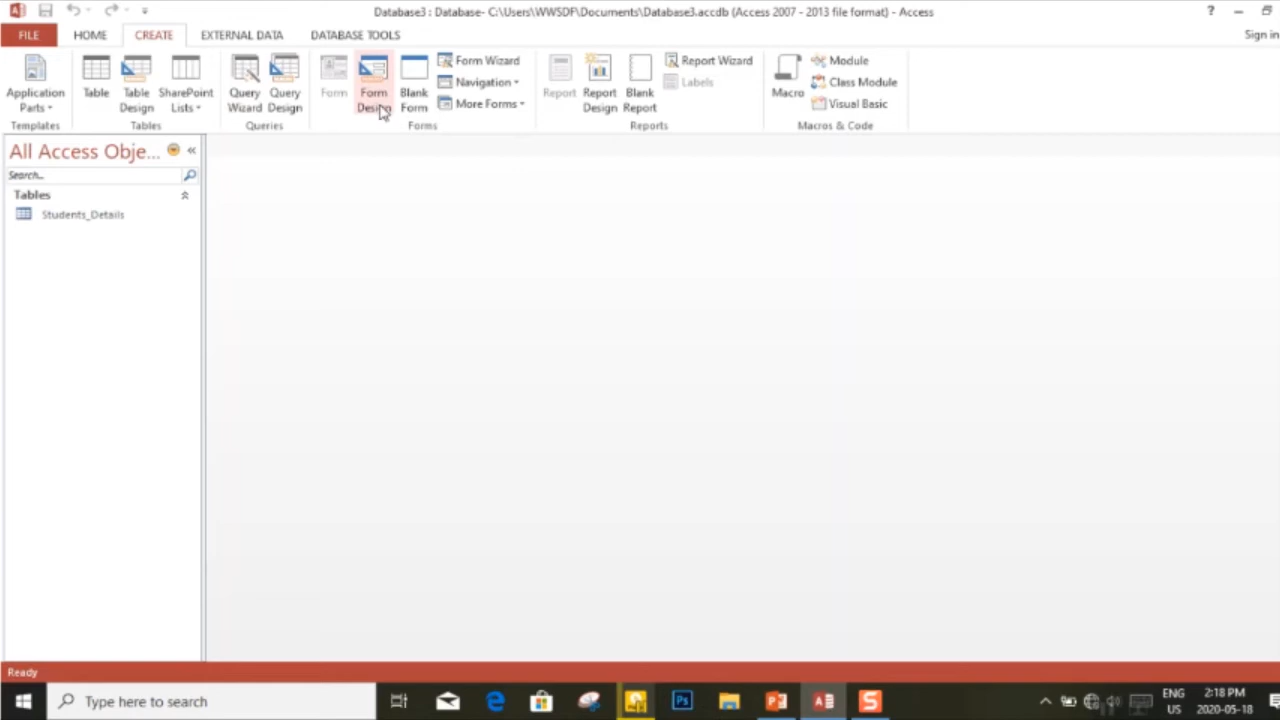 Database3 : Database- C:\Users\WWSDF\Documents\Database3.accdb (Access 2007 - 2013 file format) - Access
?
FILE HOME CREATE EXTERNAL DATA DATABASE TOOLS Sign in
Application Parts
Table
Table Design
SharePoint Lists
Query Wizard
Query Design
Form
Form Design
Blank Form
Form Wizard
Navigation
More Forms
Report
Report Design
Blank Report
Report Wizard
Labels
Macro
Module
Class Module
Visual Basic
Templates Tables Queries Forms Reports Macros & Code
All Access Obje...
Search...
Tables
Students_Details
Ready
Type here to search
ENG
US
2:18 PM
2020-05-18